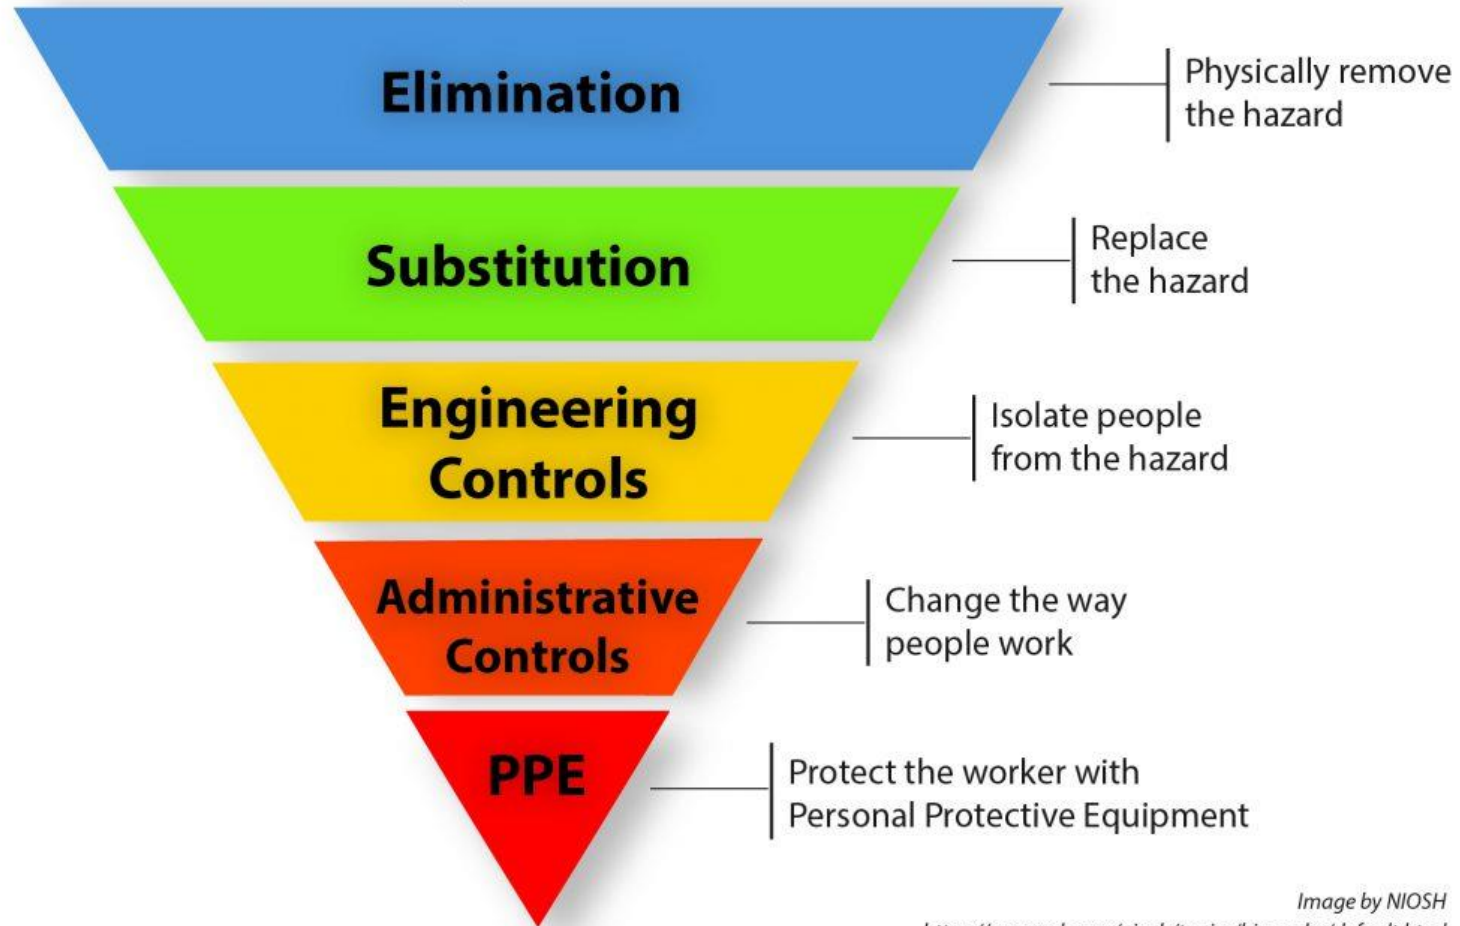 Elimination
Physically remove
the hazard
Substitution
Replace
the hazard
Engineering
Controls
Isolate people
from the hazard
Administrative
Controls
Change the way
people work
PPE
Protect the worker with
Personal Protective Equipment
Image by NIOSH